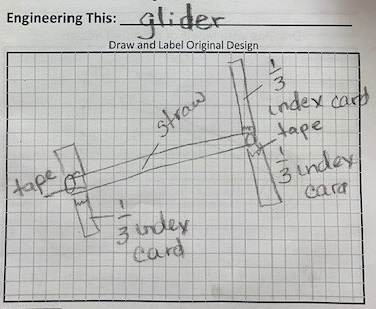 Engineering This: glider
Draw and Label Original Design
straw
1/3
index card
tape
1/3 index
card
tape
1/3 index
card